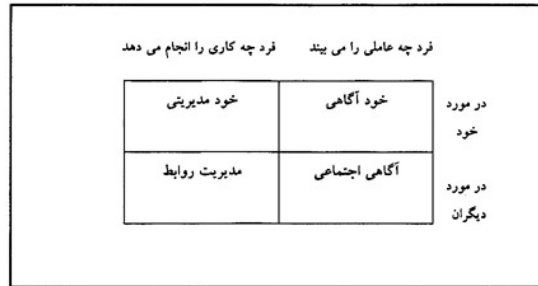 فرد چه عاملی را می بیند فرد چه کاری را انجام می دهد
در مورد خود آگاهی خود مدیریتی
خود
آگاهی اجتماعی مدیریت روابط
در مورد
دیگران